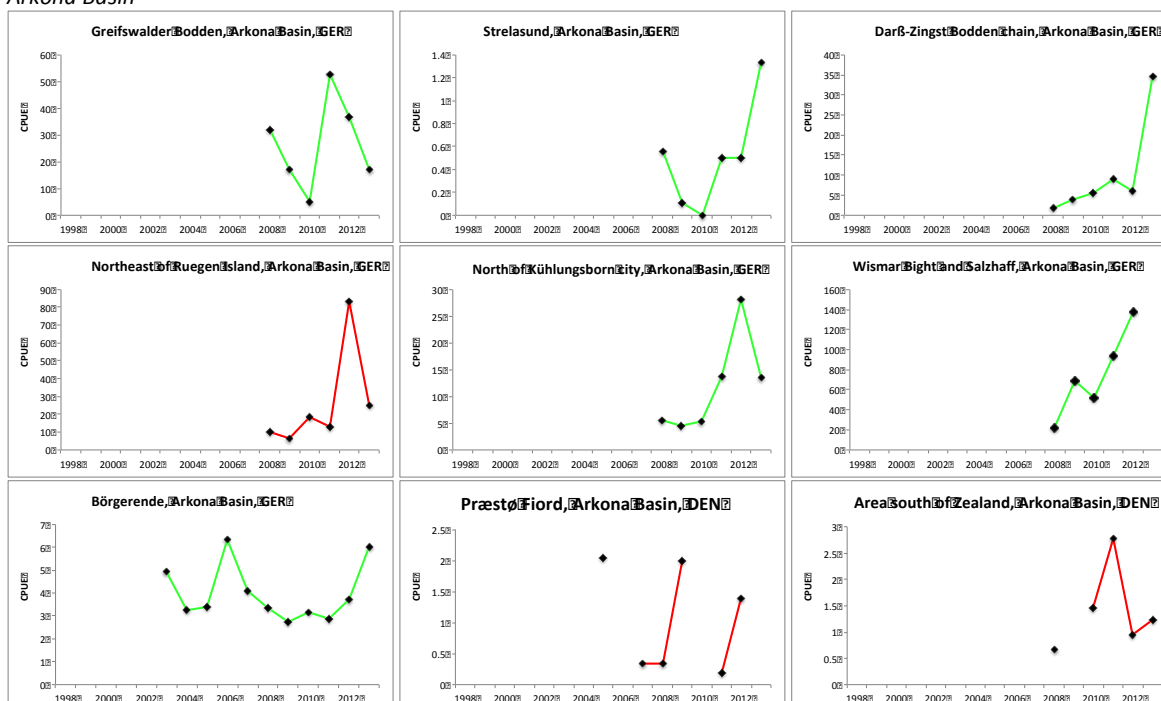 Arkona Basin
Greifswalder Bodden, Arkona Basin, GER
CPUE
60
50
40
30
20
10
0
1998 2000 2002 2004 2006 2008 2010 2012
Strelasund, Arkona Basin, GER
CPUE
1.4
1.2
1
0.8
0.6
0.4
0.2
0
1998 2000 2002 2004 2006 2008 2010 2012
Darß-Zingst Bodden chain, Arkona Basin, GER
CPUE
40
35
30
25
20
15
10
5
0
1998 2000 2002 2004 2006 2008 2010 2012
Northeast of Ruegen Island, Arkona Basin, GER
CPUE
90
80
70
60
50
40
30
20
10
0
1998 2000 2002 2004 2006 2008 2010 2012
North of Kühlungsborn city, Arkona Basin, GER
CPUE
30
25
20
15
10
5
0
1998 2000 2002 2004 2006 2008 2010 2012
Wismar Bight and Salzhaff, Arkona Basin, GER
CPUE
160
140
120
100
80
60
40
20
0
1998 2000 2002 2004 2006 2008 2010 2012
Börgerende, Arkona Basin, GER
CPUE
7
6
5
4
3
2
1
0
1998 2000 2002 2004 2006 2008 2010 2012
Præstø Fiord, Arkona Basin, DEN
CPUE
2.5
2
1.5
1
0.5
0
1998 2000 2002 2004 2006 2008 2010 2012
Area south of Zealand, Arkona Basin, DEN
CPUE
3
2.5
2
1.5
1
0.5
0
1998 2000 2002 2004 2006 2008 2010 2012